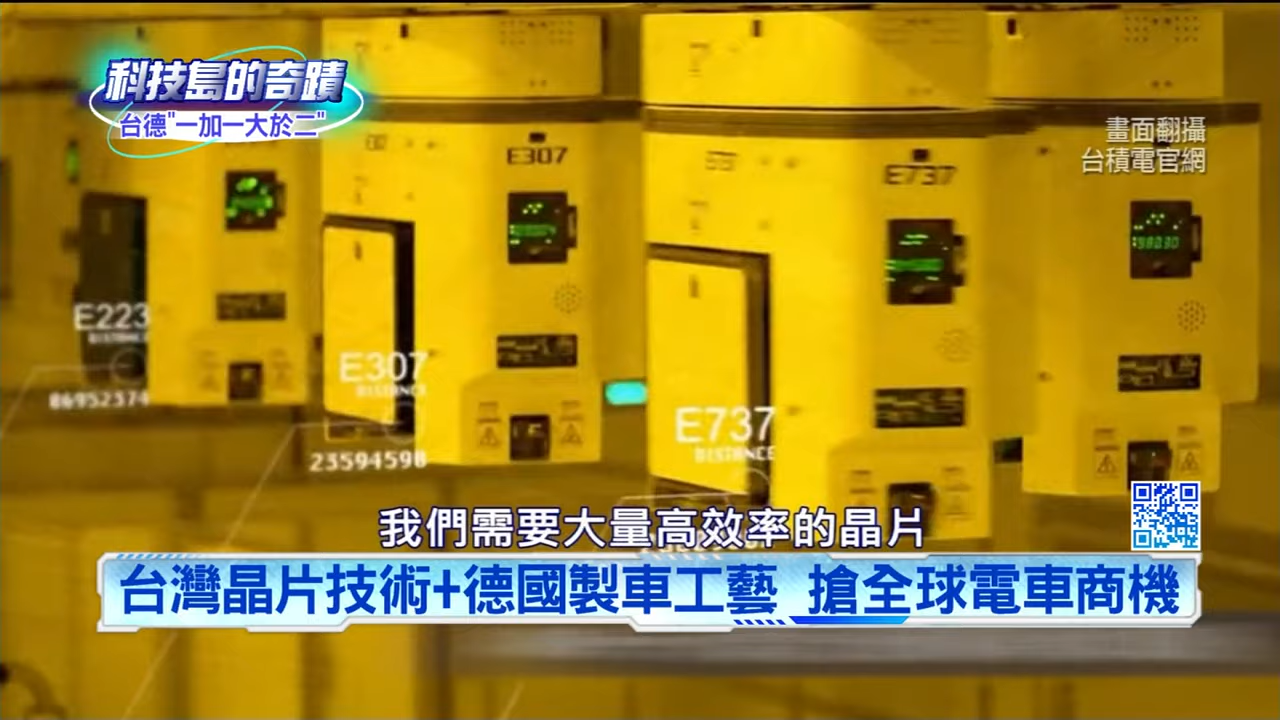 科技島的奇蹟
台德"一加一大於二"
畫面翻攝
台積電官網
E307
E737
98030
E223
DISTANCE
86952374
E307
DISTANCE
23594598
E737
DISTANCE
我們需要大量高效率的晶片
台灣晶片技術+德國製車工藝 搶全球電車商機